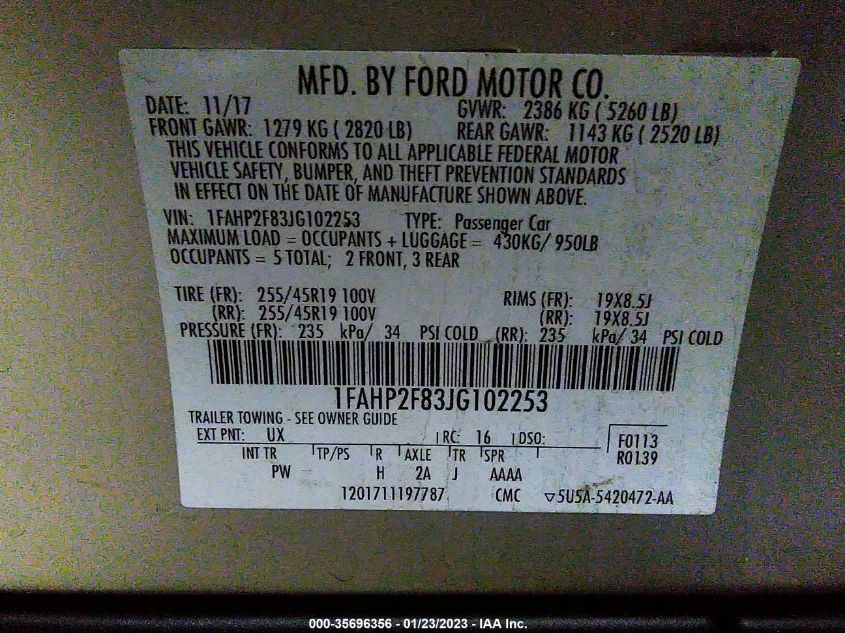 MFD. BY FORD MOTOR CO.
DATE: 11/17 GVWR: 2386 KG ( 5260 LB)
FRONT GAWR: 1279 KG ( 2820 LB) REAR GAWR: 1143 KG ( 2520 LB)
THIS VEHICLE CONFORMS TO ALL APPLICABLE FEDERAL MOTOR
VEHICLE SAFETY, BUMPER, AND THEFT PREVENTION STANDARDS
IN EFFECT ON THE DATE OF MANUFACTURE SHOWN ABOVE.
VIN: 1FAHP2F83JG102253 TYPE: Passenger Car
MAXIMUM LOAD = OCCUPANTS + LUGGAGE = 430KG/ 950LB
OCCUPANTS = 5 TOTAL; 2 FRONT, 3 REAR
TIRE (FR): 255/45R19 100V RIMS (FR): 19X8.5J
(RR): 255/45R19 100V (RR): 19X8.5J
PRESSURE (FR): 235 kPa/ 34 PSI COLD (RR): 235 kPa/ 34 PSI COLD
1FAHP2F83JG102253
TRAILER TOWING - SEE OWNER GUIDE
EXT PNT: UX RC: 16 DSO: F0113
R0139
INT TR TP/PS R AXLE TR SPR
PW H 2A J AAAA
1201711197787 CMC ▽5U5A-5420472-AA
000-35696356 - 01/23/2023 - IAA Inc.